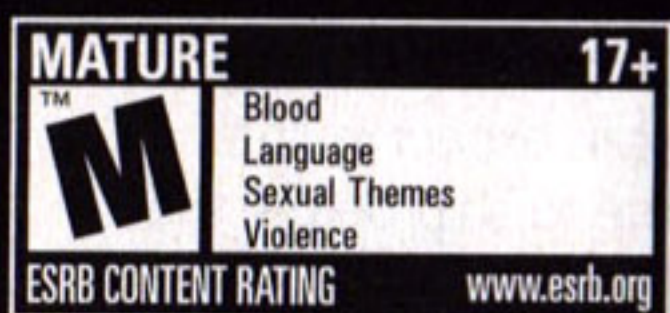 MATURE 17+
TM
M
Blood
Language
Sexual Themes
Violence
ESRB CONTENT RATING www.esrb.org